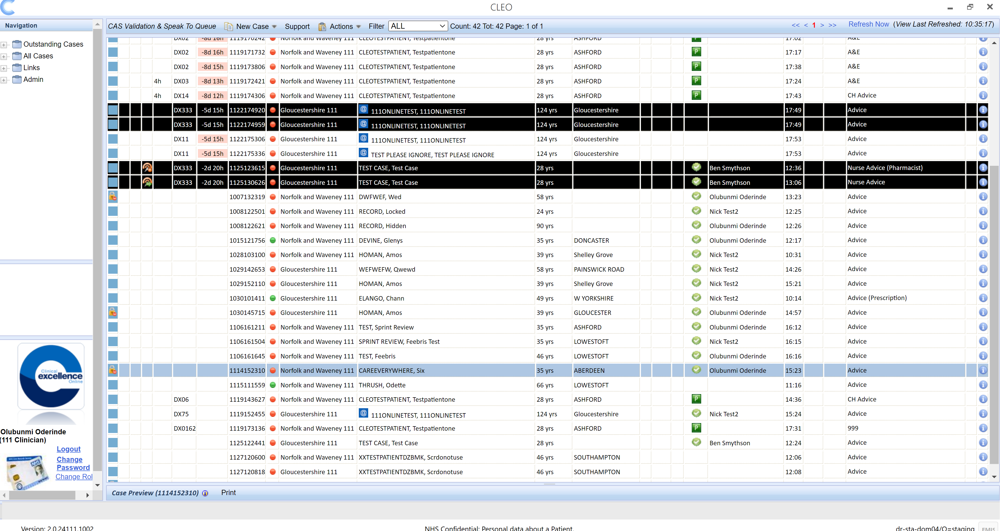 CLEO
Navigation
Outstanding Cases
All Cases
Links
Admin
CAS Validation & Speak To Queue New Case Support Actions Filter ALL Count: 42 Tot: 42 Page: 1 of 1 << < 1 > >> Refresh Now (View Last Refreshed: 10:35:17)
DX02 -8d 16h 1119170242 Norfolk and Waveney 111 CLEOTESTPATIENT, Testpatientone 28 yrs ASHFORD P 17:02 A&E
DX02 -8d 16h 1119171732 Norfolk and Waveney 111 CLEOTESTPATIENT, Testpatientone 28 yrs ASHFORD P 17:17 A&E
DX02 -8d 15h 1119173806 Norfolk and Waveney 111 CLEOTESTPATIENT, Testpatientone 28 yrs ASHFORD P 17:38 A&E
4h DX03 -8d 13h 1119172421 Norfolk and Waveney 111 CLEOTESTPATIENT, Testpatientone 28 yrs ASHFORD P 17:24 A&E
4h DX14 -8d 12h 1119174306 Norfolk and Waveney 111 CLEOTESTPATIENT, Testpatientone 28 yrs ASHFORD P 17:43 CH Advice
DX333 -5d 15h 1122174920 Gloucestershire 111 @ 111ONLINETEST, 111ONLINETEST 124 yrs Gloucestershire 17:49 Advice
DX333 -5d 15h 1122174959 Gloucestershire 111 @ 111ONLINETEST, 111ONLINETEST 124 yrs Gloucestershire 17:49 Advice
DX11 -5d 15h 1122175306 Gloucestershire 111 @ 111ONLINETEST, 111ONLINETEST 124 yrs Gloucestershire 17:53 Advice
DX11 -5d 15h 1122175336 Gloucestershire 111 @ TEST PLEASE IGNORE, TEST PLEASE IGNORE 124 yrs Gloucestershire 17:53 Advice
DX333 -2d 20h 1125123615 Gloucestershire 111 TEST CASE, Test Case 28 yrs Ben Smythson 12:36 Nurse Advice (Pharmacist)
DX333 -2d 20h 1125130626 Gloucestershire 111 TEST CASE, Test Case 28 yrs Ben Smythson 13:06 Nurse Advice
1007132319 Norfolk and Waveney 111 DWFWEF, Wed 58 yrs Olubunmi Oderinde 13:23 Advice
1008122501 Norfolk and Waveney 111 RECORD, Locked 24 yrs Nick Test2 12:25 Advice
1008122621 Norfolk and Waveney 111 RECORD, Hidden 90 yrs Olubunmi Oderinde 12:26 Advice
1015121756 Norfolk and Waveney 111 DEVINE, Glenys 35 yrs DONCASTER Olubunmi Oderinde 12:17 Advice
1028103100 Norfolk and Waveney 111 HOMAN, Amos 39 yrs Shelley Grove Nick Test2 10:31 Advice
1029142653 Gloucestershire 111 WEFWEFW, Qwewd 58 yrs PAINSWICK ROAD Nick Test2 14:26 Advice
1029152110 Gloucestershire 111 HOMAN, Amos 39 yrs Shelley Grove Nick Test2 15:21 Advice
1030101411 Gloucestershire 111 ELANGO, Chann 49 yrs W YORKSHIRE Nick Test2 10:14 Advice (Prescription)
1030145715 Gloucestershire 111 HOMAN, Amos 39 yrs GLOUCESTER Olubunmi Oderinde 14:57 Advice
1106161211 Norfolk and Waveney 111 TEST, Sprint Review 35 yrs ASHFORD Olubunmi Oderinde 16:12 Advice
1106161504 Norfolk and Waveney 111 SPRINT REVIEW, Feebris Test 35 yrs LOWESTOFT Nick Test2 16:15 Advice
1106161645 Norfolk and Waveney 111 TEST, Feebris 46 yrs LOWESTOFT Olubunmi Oderinde 16:16 Advice
1114152310 Norfolk and Waveney 111 CAREEVERYWHERE, Six 35 yrs ABERDEEN Olubunmi Oderinde 15:23 Advice
1115111559 Norfolk and Waveney 111 THRUSH, Odette 66 yrs LOWESTOFT 11:16 Advice
DX06 1119143627 Norfolk and Waveney 111 CLEOTESTPATIENT, Testpatientone 28 yrs ASHFORD P 14:36 CH Advice
DX75 1119152455 Gloucestershire 111 @ 111ONLINETEST, 111ONLINETEST 124 yrs Gloucestershire Nick Test2 15:24 Advice
DX0162 1119173136 Norfolk and Waveney 111 CLEOTESTPATIENT, Testpatientone 28 yrs ASHFORD P 17:31 999
1125122441 Gloucestershire 111 TEST CASE, Test Case 28 yrs Ben Smythson 12:24 Advice
1127120600 Norfolk and Waveney 111 XXTESTPATIENTDZBMK, Scrdonotuse 46 yrs SOUTHAMPTON 12:06 Advice
1127120818 Gloucestershire 111 XXTESTPATIENTDZBMK, Scrdonotuse 46 yrs SOUTHAMPTON 12:08 Advice
Clinical
excellence
Online
Olubunmi Oderinde
(111 Clinician)
Logout
Change
Password
Change Rol
NHS
Case Preview (1114152310) Print
Version: 2.0.24111.1002 NHS Confidential: Personal data about a Patient. dr-sta-dom04/O=staging EMIS